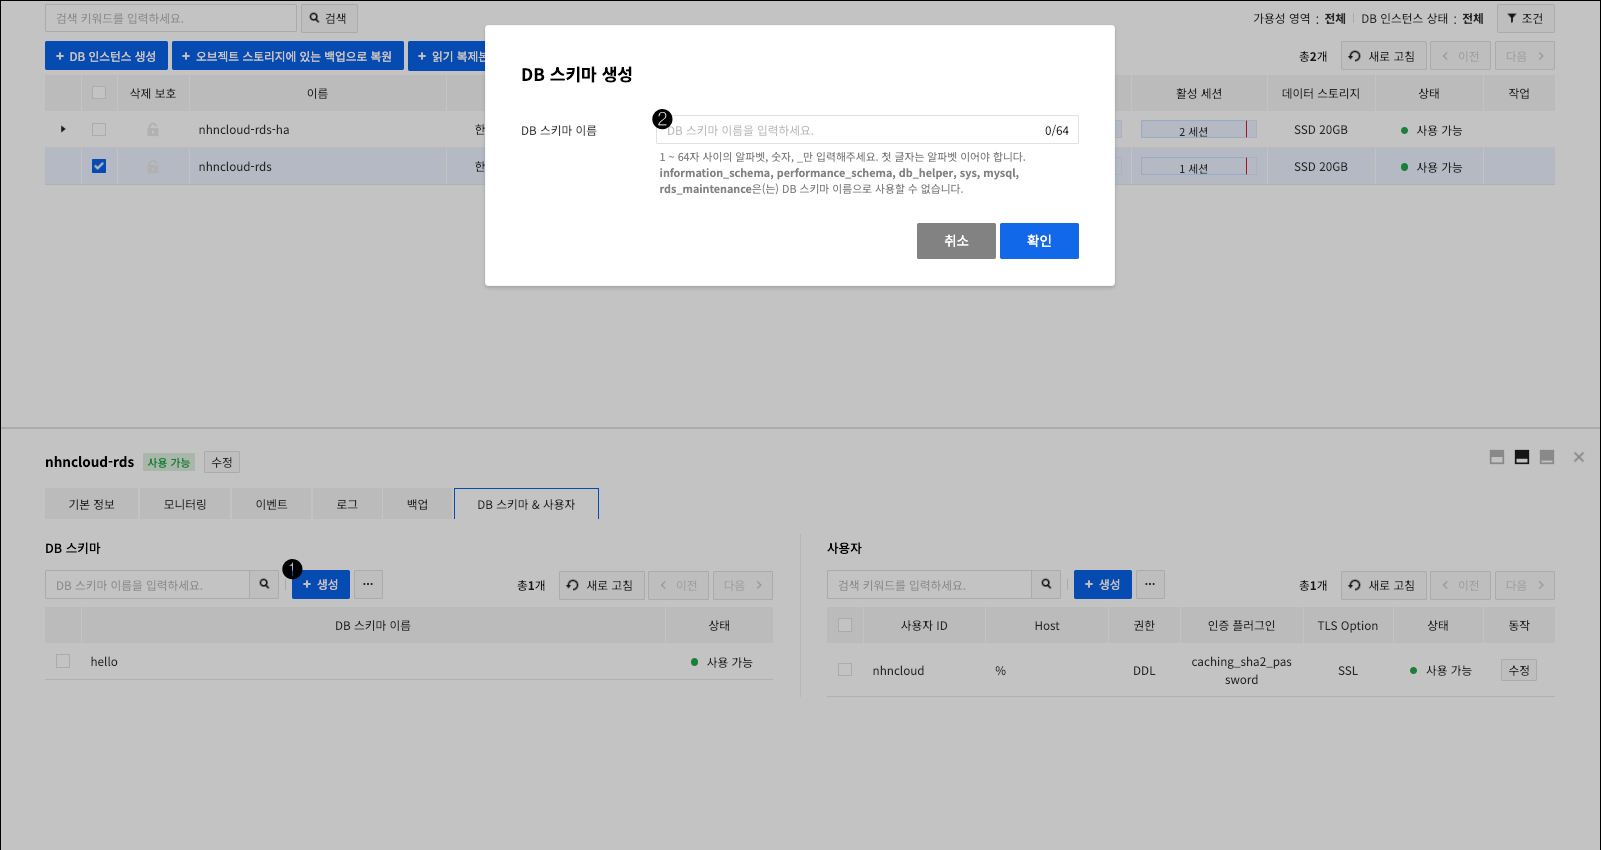 검색 키워드를 입력하세요.
검색
가용성 영역 : 전체
DB 인스턴스 상태 : 전체
조건
+ DB 인스턴스 생성
+ 오브젝트 스토리지에 있는 백업으로 복원
+ 읽기 복제본
총2개
새로 고침
이전
다음
삭제 보호
이름
활성 세션
데이터 스토리지
상태
작업
nhncloud-rds-ha
한
2 세션
SSD 20GB
사용 가능
nhncloud-rds
한
1 세션
SSD 20GB
사용 가능
DB 스키마 생성
DB 스키마 이름
2
DB 스키마 이름을 입력하세요.
0/64
1 ~ 64자 사이의 알파벳, 숫자, _만 입력해주세요. 첫 글자는 알파벳 이어야 합니다.
information_schema, performance_schema, db_helper, sys, mysql,
rds_maintenance은(는) DB 스키마 이름으로 사용할 수 없습니다.
취소
확인
nhncloud-rds
사용 가능
수정
기본 정보
모니터링
이벤트
로그
백업
DB 스키마 & 사용자
DB 스키마
DB 스키마 이름을 입력하세요.
1
+ 생성
···
총1개
새로 고침
이전
다음
DB 스키마 이름
상태
hello
사용 가능
사용자
검색 키워드를 입력하세요.
+ 생성
···
총1개
새로 고침
이전
다음
사용자 ID
Host
권한
인증 플러그인
TLS Option
상태
동작
nhncloud
%
DDL
caching_sha2_pas
sword
SSL
사용 가능
수정